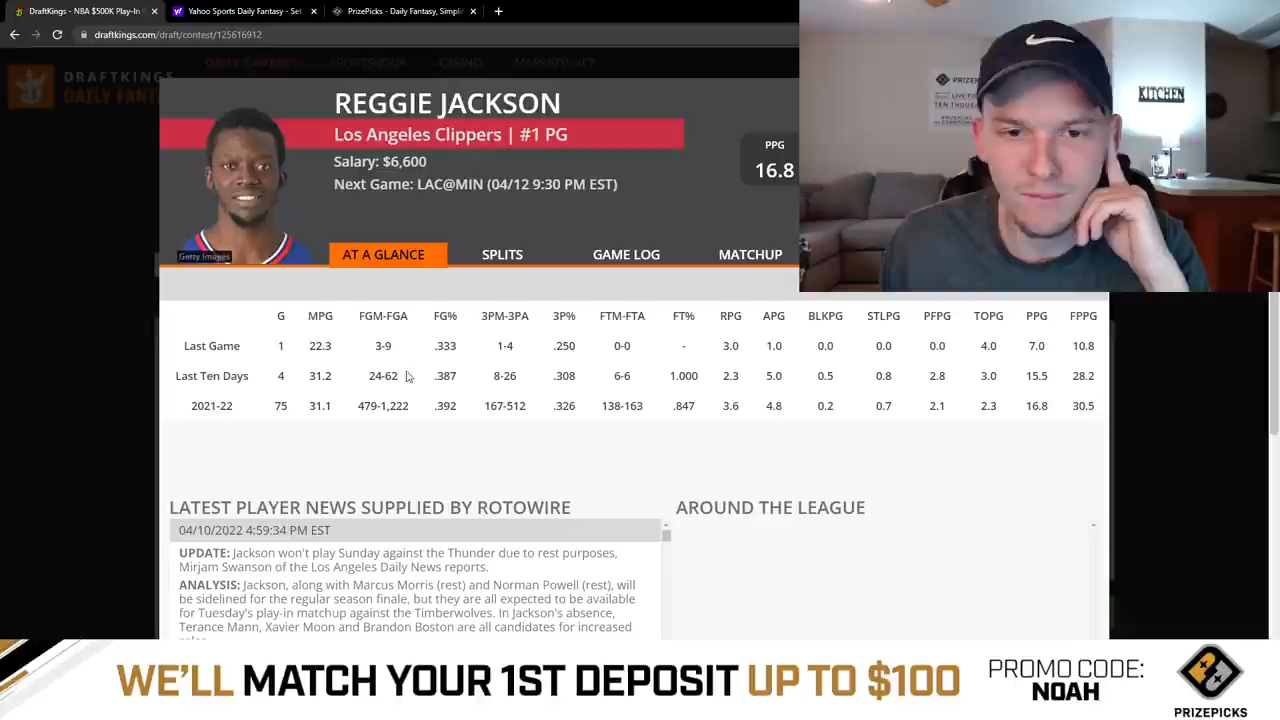 DraftKings - NBA $500K Play-In
Yahoo Sports Daily Fantasy - Set
PrizePicks - Daily Fantasy, Simpl
draftkings.com/draft/contest/125616912
DRAFTKINGS
DAILY FANT
DAILY FANTASY
SPORTSBOOK
CASINO
MARKETPLACE
REGGIE JACKSON
Los Angeles Clippers | #1 PG
Salary: $6,600
Next Game: LAC@MIN (04/12 9:30 PM EST)
PPG
16.8
Getty Images
AT A GLANCE SPLITS GAME LOG MATCHUP
G MPG FGM-FGA FG% 3PM-3PA 3P% FTM-FTA FT% RPG APG BLKPG STLPG PFPG TOPG PPG FPPG
Last Game 1 22.3 3-9 .333 1-4 .250 0-0 - 3.0 1.0 0.0 0.0 0.0 4.0 7.0 10.8
Last Ten Days 4 31.2 24-62 .387 8-26 .308 6-6 1.000 2.3 5.0 0.5 0.8 2.8 3.0 15.5 28.2
2021-22 75 31.1 479-1,222 .392 167-512 .326 138-163 .847 3.6 4.8 0.2 0.7 2.1 2.3 16.8 30.5
LATEST PLAYER NEWS SUPPLIED BY ROTOWIRE
AROUND THE LEAGUE
04/10/2022 4:59:34 PM EST
UPDATE: Jackson won't play Sunday against the Thunder due to rest purposes,
Mirjam Swanson of the Los Angeles Daily News reports.
ANALYSIS: Jackson, along with Marcus Morris (rest) and Norman Powell (rest), will
be sidelined for the regular season finale, but they are all expected to be available
for Tuesday's play-in matchup against the Timberwolves. In Jackson's absence,
Terance Mann, Xavier Moon and Brandon Boston are all candidates for increased
KITCHEN
WE'LL MATCH YOUR 1ST DEPOSIT UP TO $100
PROMO CODE:
NOAH
PRIZEPICKS